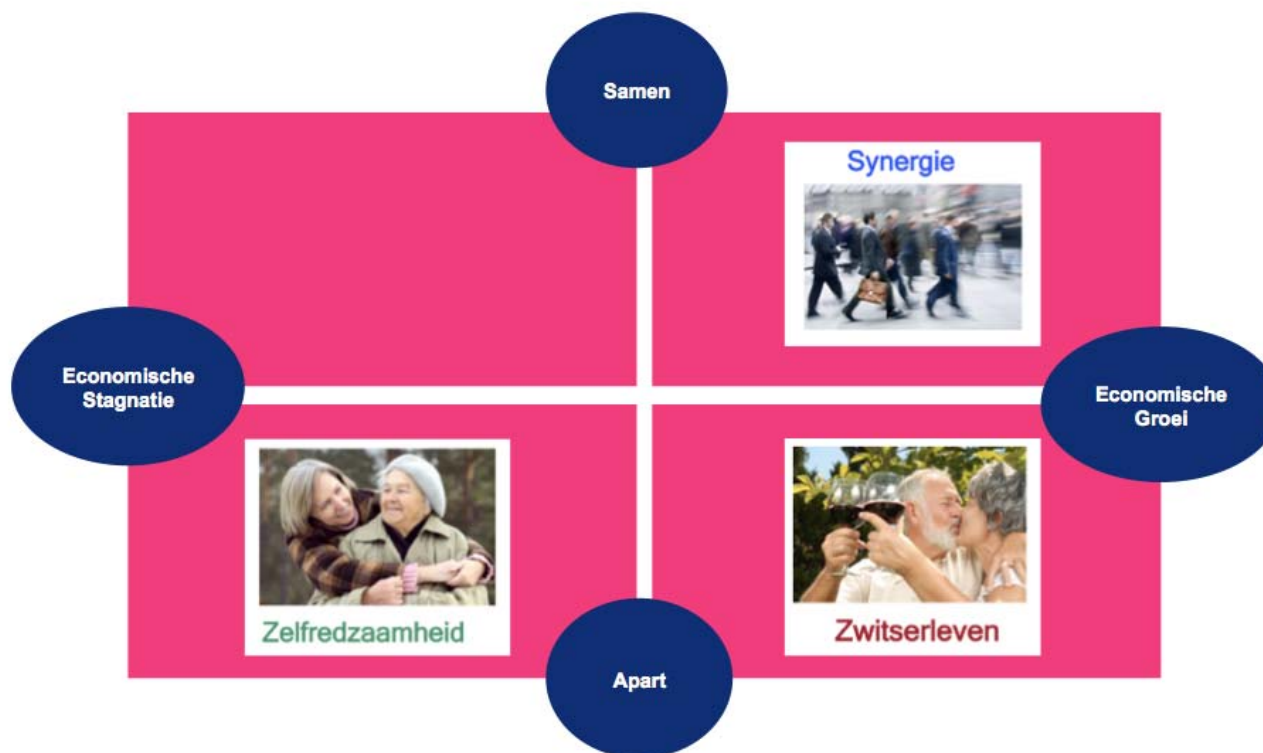 Samen
Synergie
Economische
Stagnatie
Economische
Groei
Zelfredzaamheid
Zwitserleven
Apart